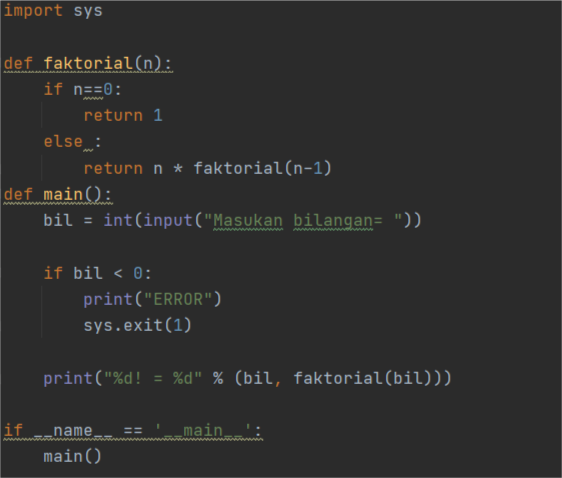 import sys

def faktorial(n):
    if n==0:
        return 1
    else :
        return n * faktorial(n-1)
def main():
    bil = int(input("Masukan bilangan= "))

    if bil < 0:
        print("ERROR")
        sys.exit(1)

    print("%d! = %d" % (bil, faktorial(bil)))

if __name__ == '__main__':
    main()